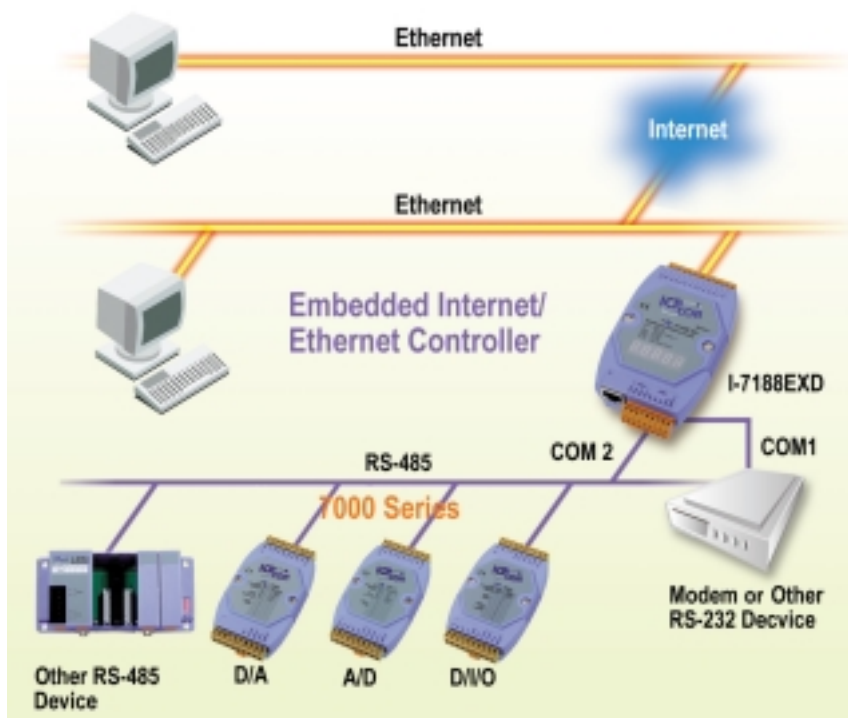 Ethernet
Internet
Ethernet
Embedded Internet/
Ethernet Controller
I-7188EXD
COM 2
COM1
RS-485
7000 Series
Modem or Other
RS-232 Decvice
Other RS-485
Device
D/A
A/D
D/I/O